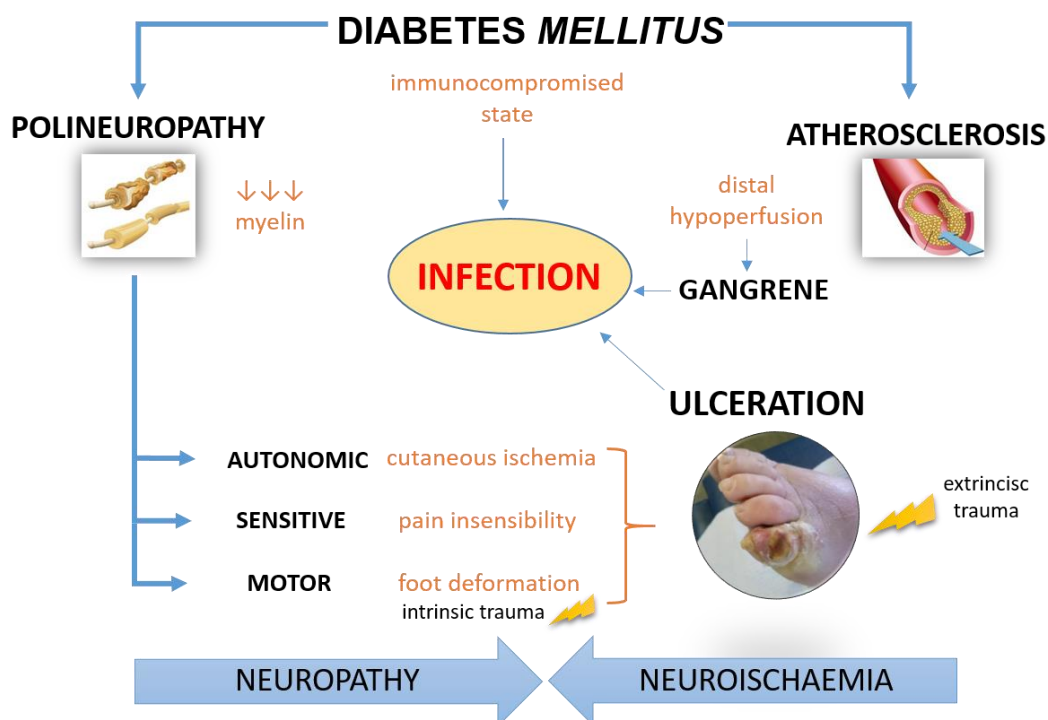 DIABETES MELLITUS
immunocompromised
state
POLINEUROPATHY
ATHEROSCLEROSIS
↓↓↓
myelin
distal
hypoperfusion
INFECTION
GANGRENE
ULCERATION
AUTONOMIC cutaneous ischemia
SENSITIVE pain insensibility
MOTOR foot deformation
intrinsic trauma
extrincisc
trauma
NEUROPATHY
NEUROISCHAEMIA